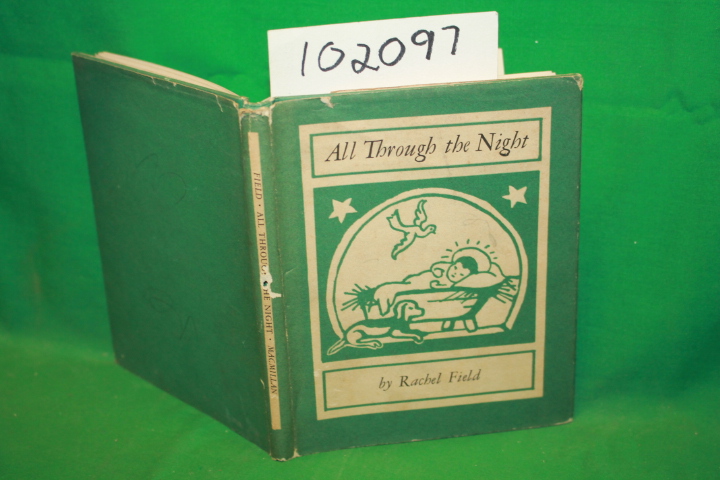 102097
All Through the Night
by Rachel Field
FIELD · ALL THROUGH THE NIGHT · MACMILLAN